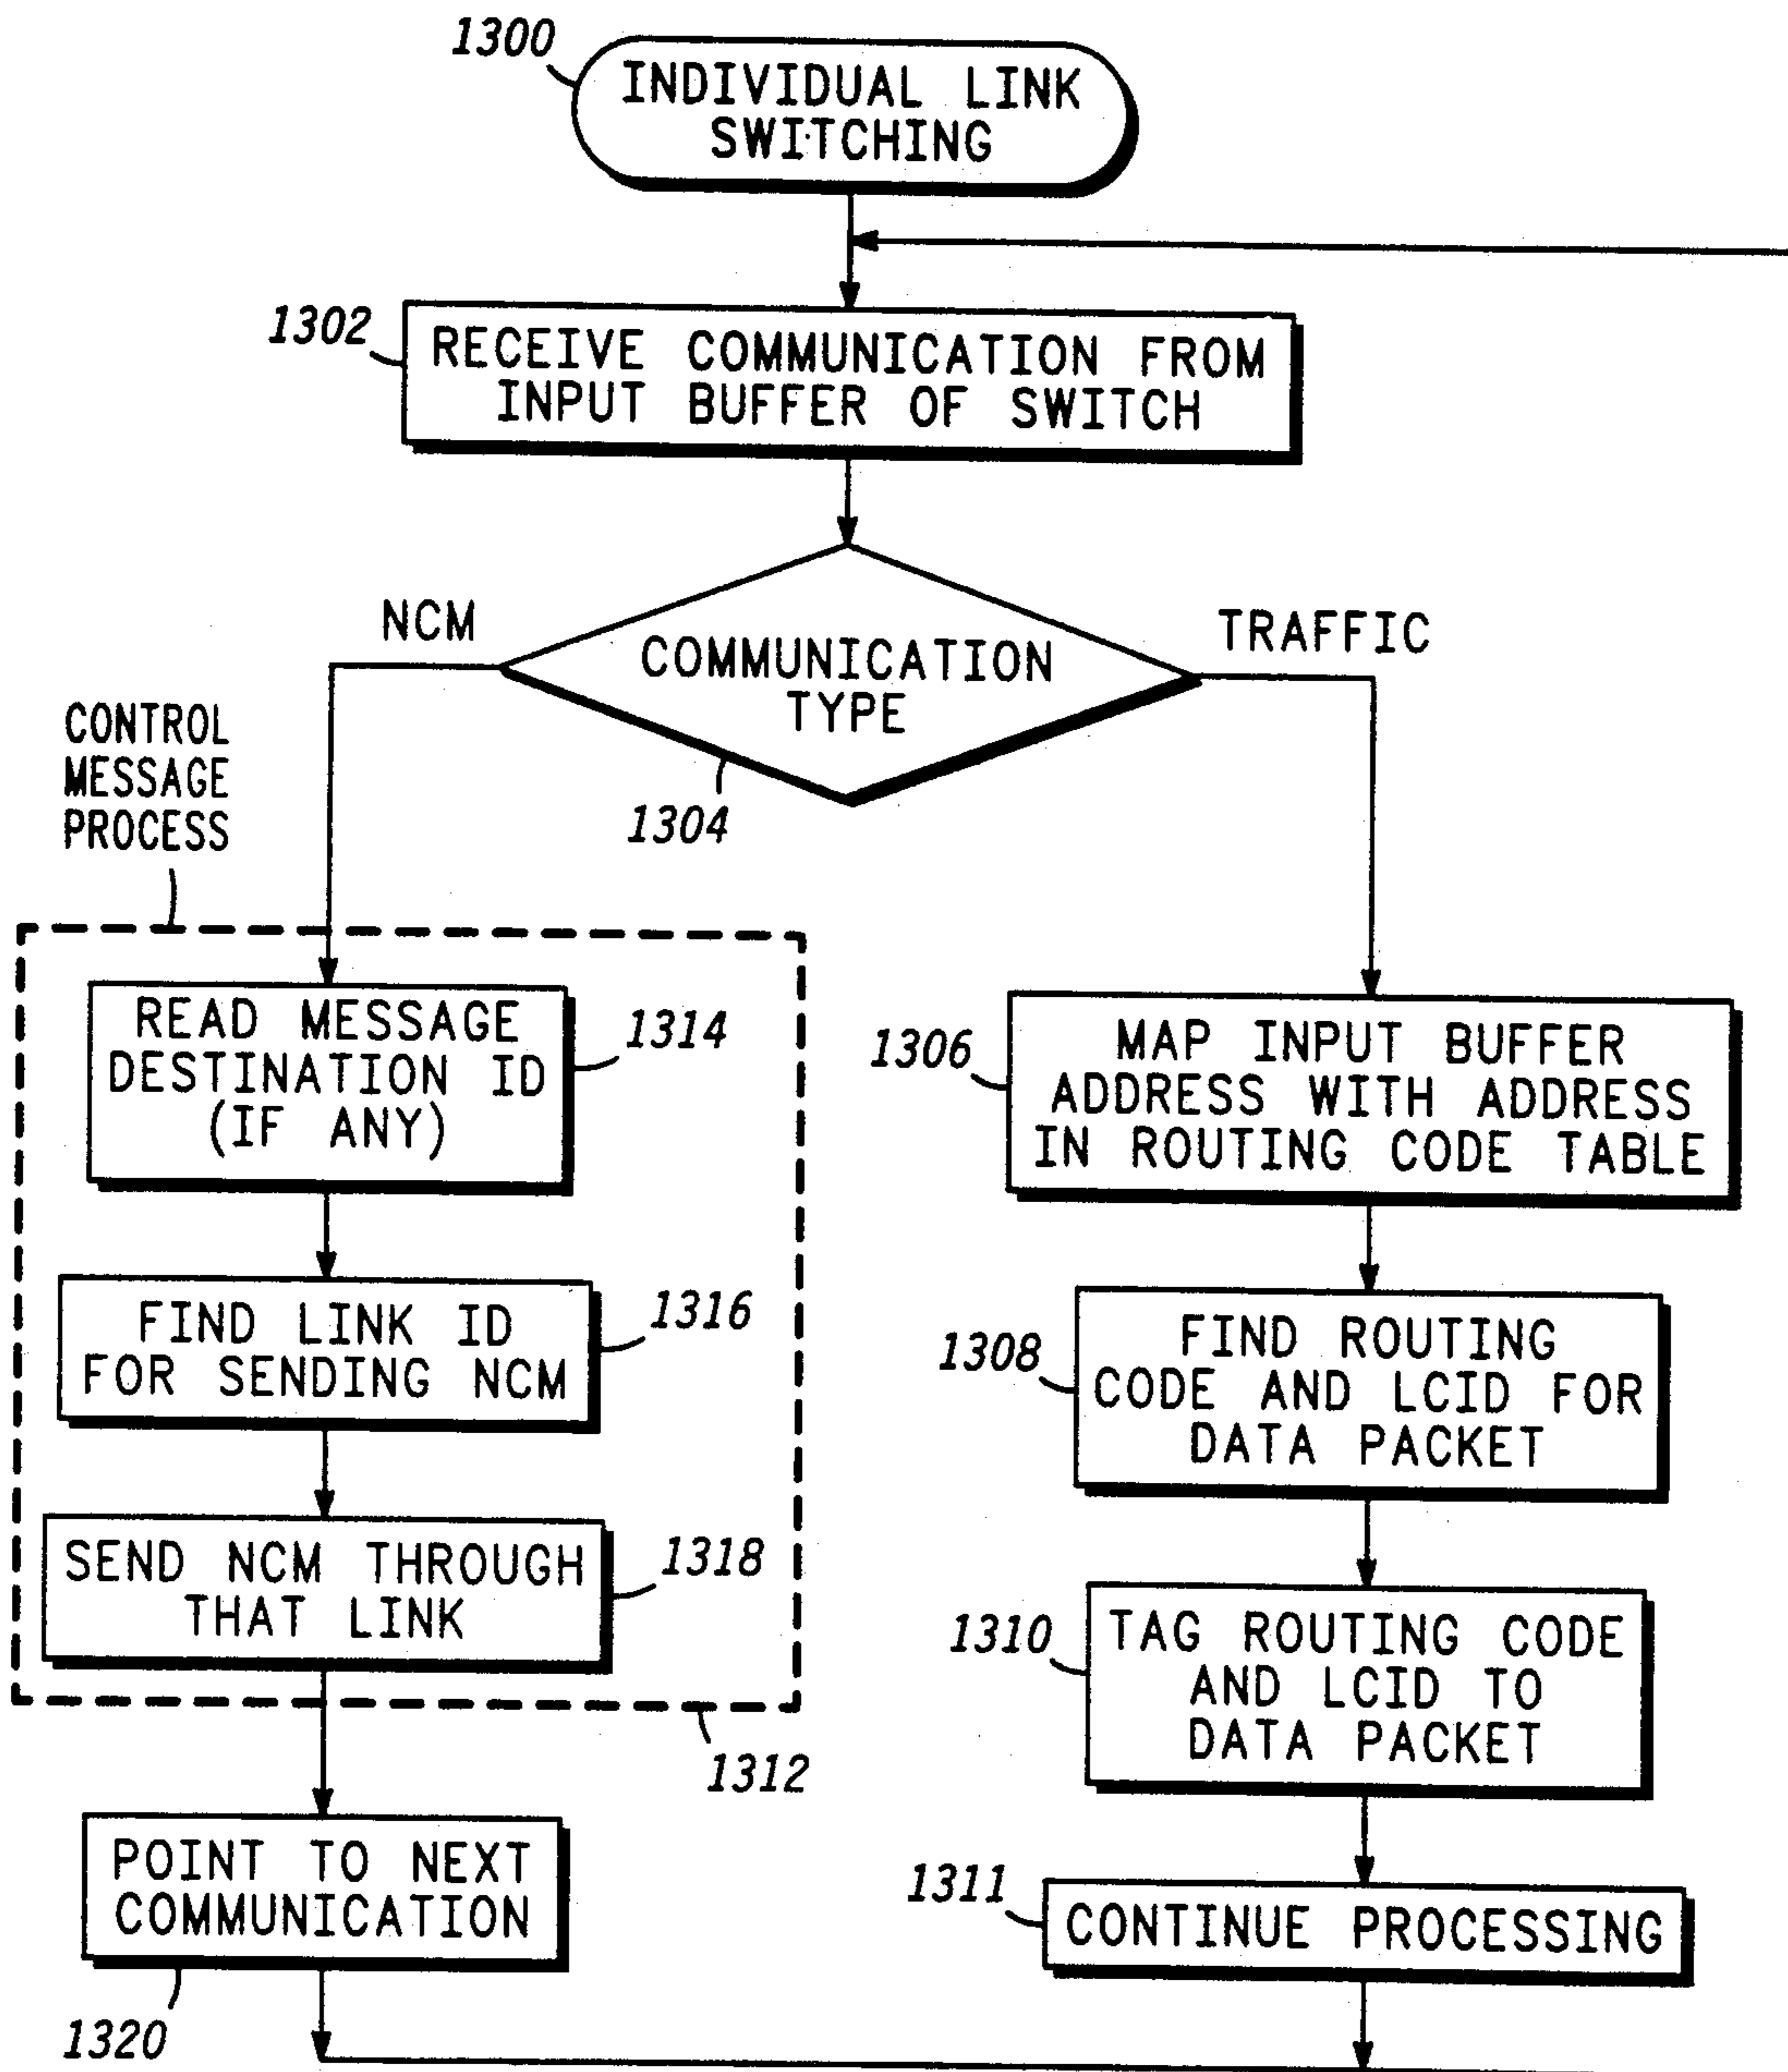 1300
INDIVIDUAL LINK
SWITCHING
1302
RECEIVE COMMUNICATION FROM
INPUT BUFFER OF SWITCH
NCM
TRAFFIC
COMMUNICATION
TYPE
1304
CONTROL
MESSAGE
PROCESS
READ MESSAGE
DESTINATION ID
(IF ANY)
1314
FIND LINK ID
FOR SENDING NCM
1316
SEND NCM THROUGH
THAT LINK
1318
1312
POINT TO NEXT
COMMUNICATION
1320
1306
MAP INPUT BUFFER
ADDRESS WITH ADDRESS
IN ROUTING CODE TABLE
1308
FIND ROUTING
CODE AND LCID FOR
DATA PACKET
1310
TAG ROUTING CODE
AND LCID TO
DATA PACKET
1311
CONTINUE PROCESSING